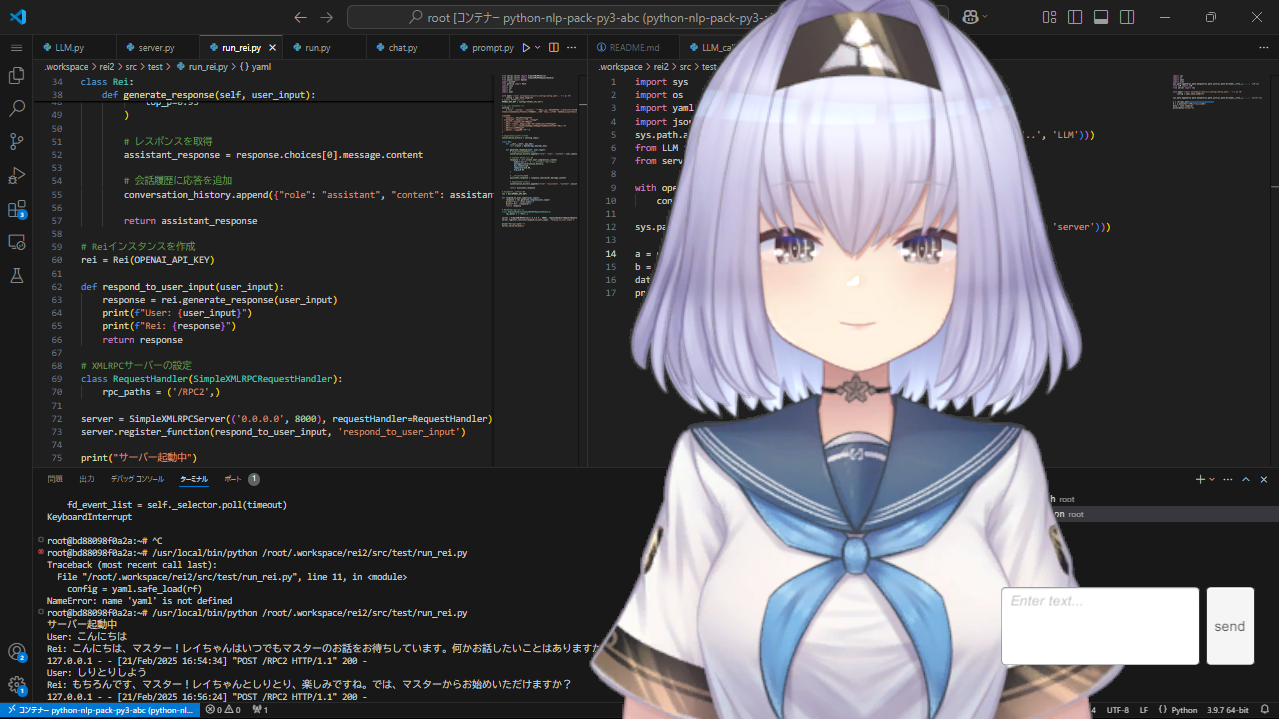 root [コンテナー python-nlp-pack-py3-abc (python-nlp-pack-py3-
LLM.py
server.py
run_rei.py
run.py
chat.py
prompt.py
README.md
LLM_ca
.workspace > rei2 > src > test > run_rei.py > {} yaml
.workspace > rei2 > src > test
34 class Rei:
38 def generate_response(self, user_input):
48 top_p=0.95
49 )
50
51 # レスポンスを取得
52 assistant_response = response.choices[0].message.content
53
54 # 会話履歴に応答を追加
55 conversation_history.append({"role": "assistant", "content": assistan
56
57 return assistant_response
58
59 # Reiインスタンスを作成
60 rei = Rei(OPENAI_API_KEY)
61
62 def respond_to_user_input(user_input):
63 response = rei.generate_response(user_input)
64 print(f"User: {user_input}")
65 print(f"Rei: {response}")
66 return response
67
68 # XMLRPCサーバーの設定
69 class RequestHandler(SimpleXMLRPCRequestHandler):
70 rpc_paths = ('/RPC2',)
71
72 server = SimpleXMLRPCServer(('0.0.0.0', 8000), requestHandler=RequestHandler)
73 server.register_function(respond_to_user_input, 'respond_to_user_input')
74
75 print("サーバー起動中")
1 import sys
2 import os
3 import yaml
4 import json
5 sys.path.a ..', 'LLM')))
6 from LLM
7 from serv
8
9 with ope
10 con
11
12 sys.pa 'server')))
13
14 a =
15 b =
16 dat
17 pr
問題
出力
デバッグ コンソール
ターミナル
ポート 1
fd_event_list = self._selector.poll(timeout)
KeyboardInterrupt
root@bd88098f0a2a:~# ^C
root@bd88098f0a2a:~# /usr/local/bin/python /root/.workspace/rei2/src/test/run_rei.py
Traceback (most recent call last):
File "/root/.workspace/rei2/src/test/run_rei.py", line 11, in <module>
config = yaml.safe_load(rf)
NameError: name 'yaml' is not defined
root@bd88098f0a2a:~# /usr/local/bin/python /root/.workspace/rei2/src/test/run_rei.py
サーバー起動中
User: こんにちは
Rei: こんにちは、マスター！レイちゃんはいつでもマスターのお話をお待ちしています。何かお話したいことはありますか
127.0.0.1 - - [21/Feb/2025 16:54:34] "POST /RPC2 HTTP/1.1" 200 -
User: しりとりしよう
Rei: もちろんです、マスター！レイちゃんとしりとり、楽しみですね。では、マスターからお始めいただけますか？
127.0.0.1 - - [21/Feb/2025 16:56:24] "POST /RPC2 HTTP/1.1" 200 -
h root
on root
Enter text...
send
3
2
1
コンテナー python-nlp-pack-py3-abc (python-nl...
0 0
1
4
UTF-8
LF
{} Python
3.9.7 64-bit